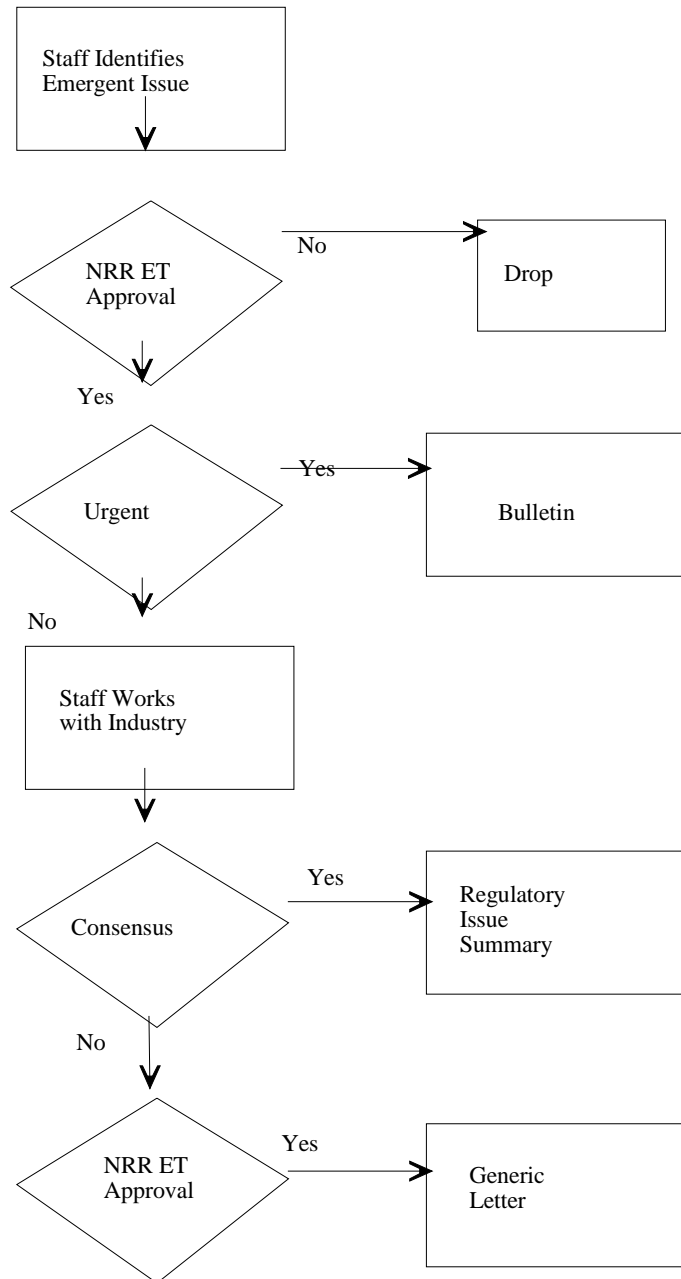 Staff Identifies
Emergent Issue
No
NRR ET
Approval
Drop
Yes
Yes
Urgent
Bulletin
No
Staff Works
with Industry
Yes
Regulatory
Issue
Summary
Consensus
No
Yes
NRR ET
Approval
Generic
Letter